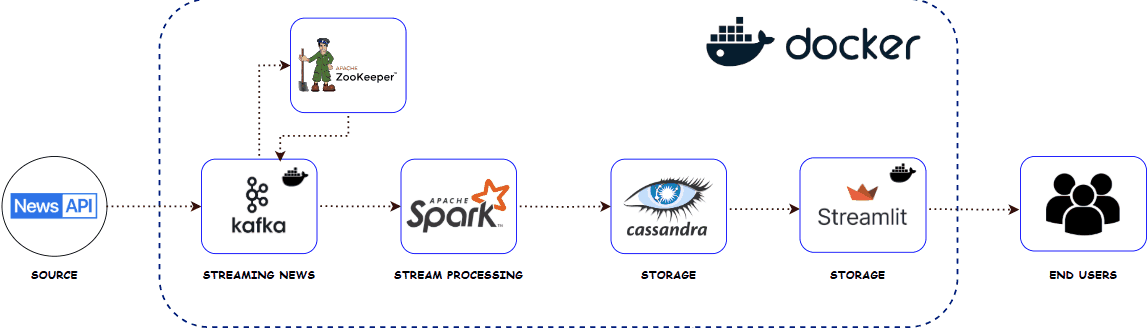 docker
APACHE
ZooKeeper™
News API
kafka
APACHE
Spark™
cassandra
Streamlit
SOURCE
STREAMING NEWS
STREAM PROCESSING
STORAGE
STORAGE
END USERS